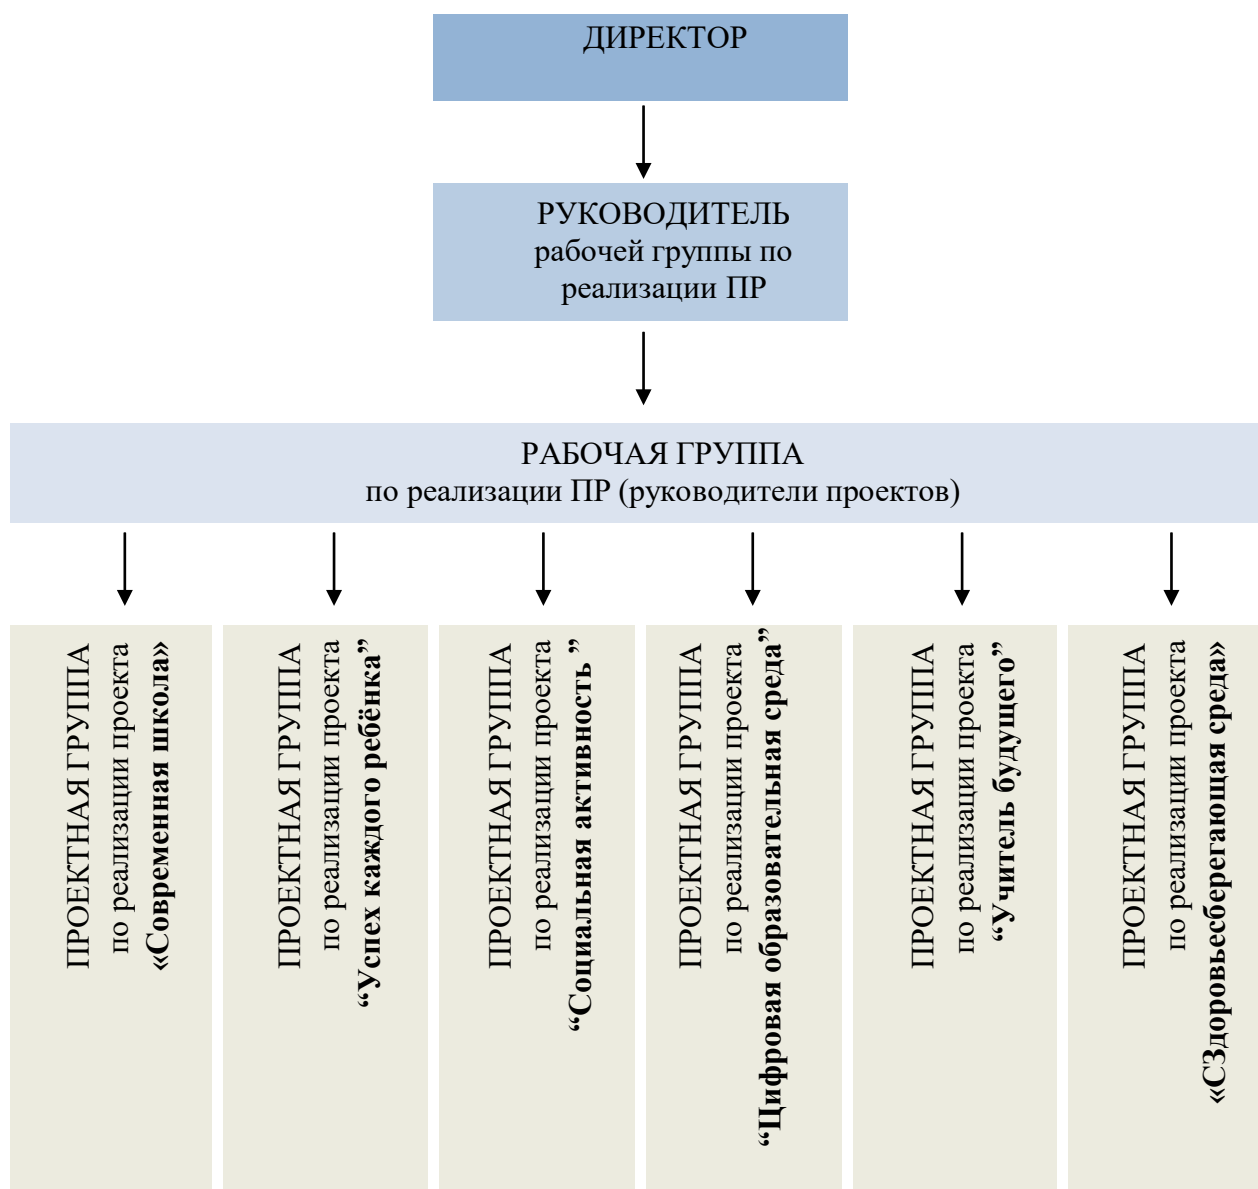 ДИРЕКТОР
РУКОВОДИТЕЛЬ
рабочей группы по
реализации ПР
РАБОЧАЯ ГРУППА
по реализации ПР (руководители проектов)
ПРОЕКТНАЯ ГРУППА
по реализации проекта
«Современная школа»
ПРОЕКТНАЯ ГРУППА
по реализации проекта
“Успех каждого ребёнка”
ПРОЕКТНАЯ ГРУППА
по реализации проекта
“Социальная активность ”
ПРОЕКТНАЯ ГРУППА
по реализации проекта
“Цифровая образовательная среда”
ПРОЕКТНАЯ ГРУППА
по реализации проекта
“Учитель будущего”
ПРОЕКТНАЯ ГРУППА
по реализации проекта
«СЗдоровьесберегающая среда»